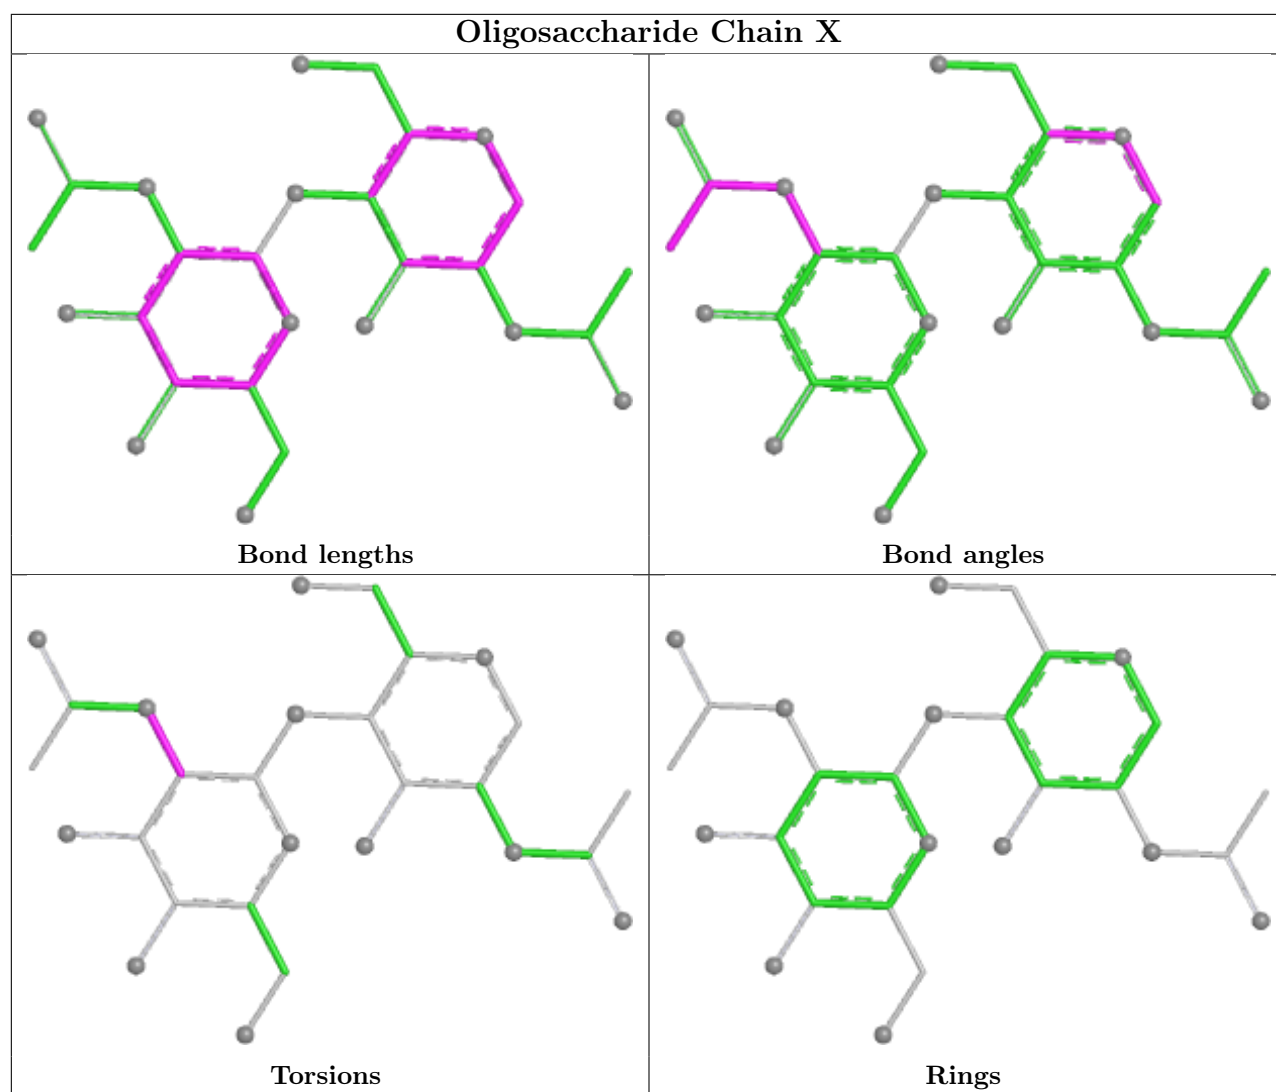 Oligosaccharide Chain X
Bond lengths
Bond angles
Torsions
Rings